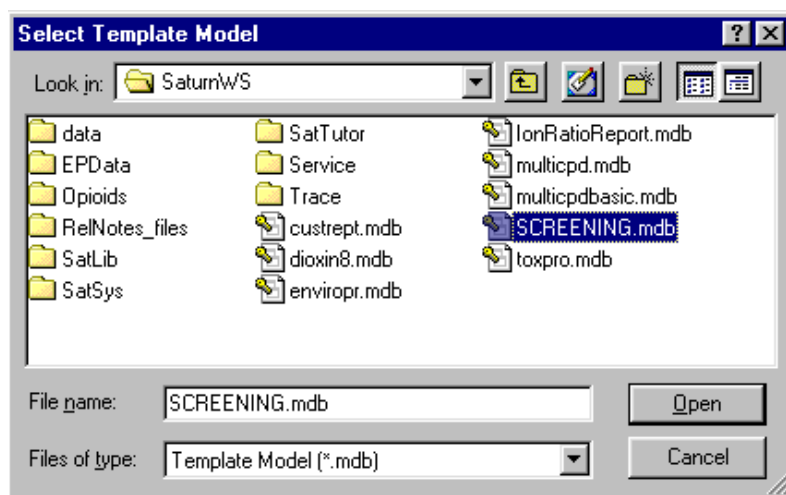 Select Template Model
Look in: SaturnWS
data
EPData
Opioids
RelNotes_files
SatLib
SatSys
SatTutor
Service
Trace
custrept.mdb
dioxin8.mdb
enviropr.mdb
IonRatioReport.mdb
multicpd.mdb
multicpdbasic.mdb
SCREENING.mdb
toxpro.mdb
File name: SCREENING.mdb
Open
Files of type: Template Model (*.mdb)
Cancel